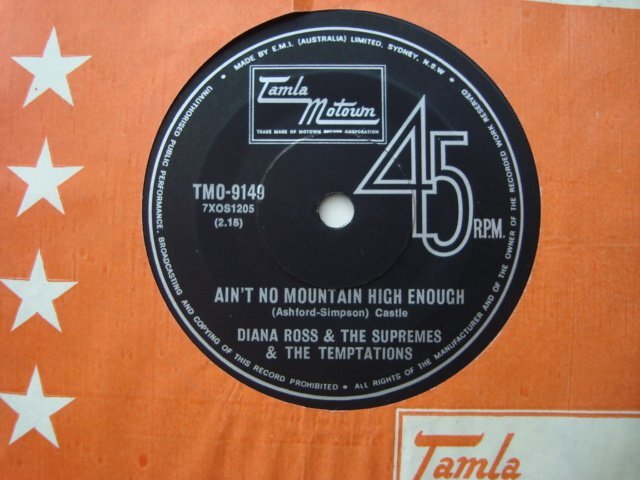 MADE BY E.M.I. (AUSTRALIA) LIMITED, SYDNEY, N.S.W.
UNAUTHORISED PUBLIC PERFORMANCE, BROADCASTING AND COPYING OF THIS RECORD PROHIBITED • ALL RIGHTS OF THE MANUFACTURER AND OF THE OWNER OF THE RECORDED WORK RESERVED
Tamla
Motown
TRADE MARK OF MOTOWN RECORD CORPORATION
45
R.P.M.
TMO-9149
7XOS1205
(2.15)
AIN'T NO MOUNTAIN HIGH ENOUGH
(Ashford-Simpson) Castle
DIANA ROSS & THE SUPREMES
& THE TEMPTATIONS
Tamla